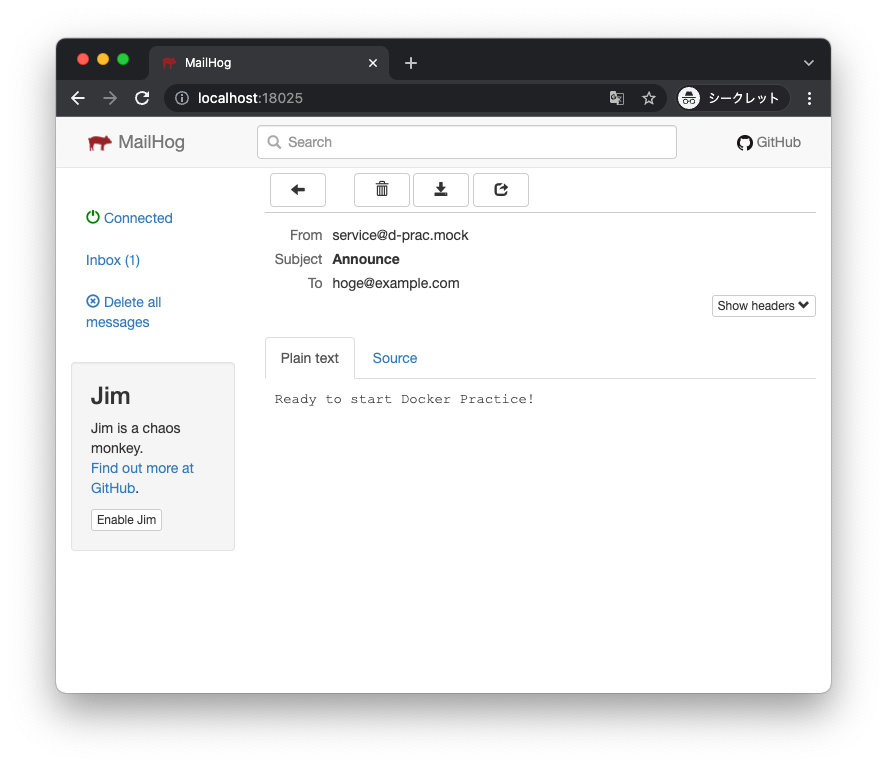 MailHog
localhost:18025
シークレット
MailHog
Search
GitHub
Connected
Inbox (1)
Delete all
messages
Jim
Jim is a chaos
monkey.
Find out more at
GitHub.
Enable Jim
From service@d-prac.mock
Subject Announce
To hoge@example.com
Show headers
Plain text
Source
Ready to start Docker Practice!